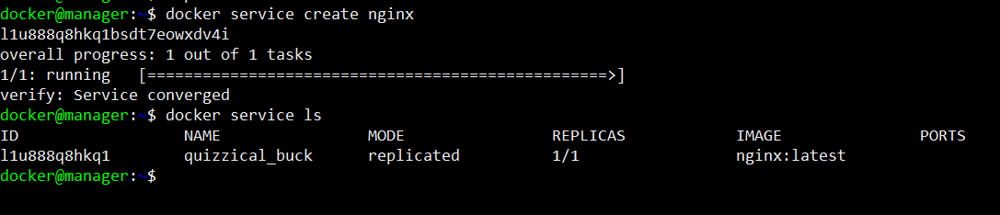 docker@manager:~$ docker service create nginx
l1u888q8hkq1bsdt7eowxdv4i
overall progress: 1 out of 1 tasks
1/1: running   [==================================================>]
verify: Service converged
docker@manager:~$ docker service ls
ID                  NAME                MODE                REPLICAS            IMAGE               PORTS
l1u888q8hkq1        quizzical_buck      replicated          1/1                 nginx:latest
docker@manager:~$